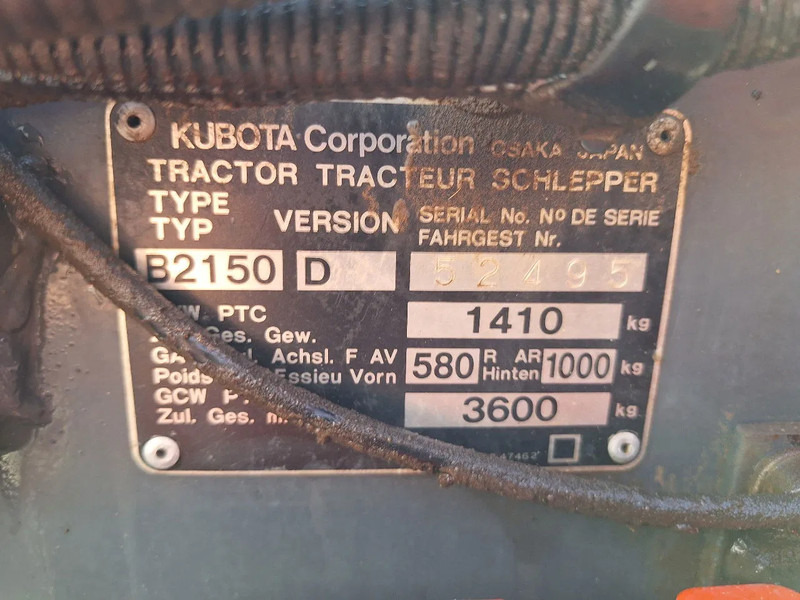 KUBOTA Corporation OSAKA JAPAN
TRACTOR TRACTEUR SCHLEPPER
TYPE
TYP
VERSION
SERIAL No. No DE SERIE
FAHRGEST Nr.
B2150 D 52495
PTC 1410 kg
Ges. Gew.
Achsl. F AV 580 R AR 1000 kg
Poids Essieu Vorn Hinten
GCW 3600 kg
Zul. Ges.